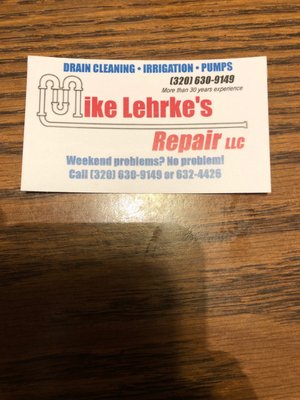 DRAIN CLEANING • IRRIGATION • PUMPS
(320) 630-9149
More than 30 years experience
Mike Lehrke's
Repair LLC
Weekend problems? No problem!
Call (320) 630-9149 or 632-4426